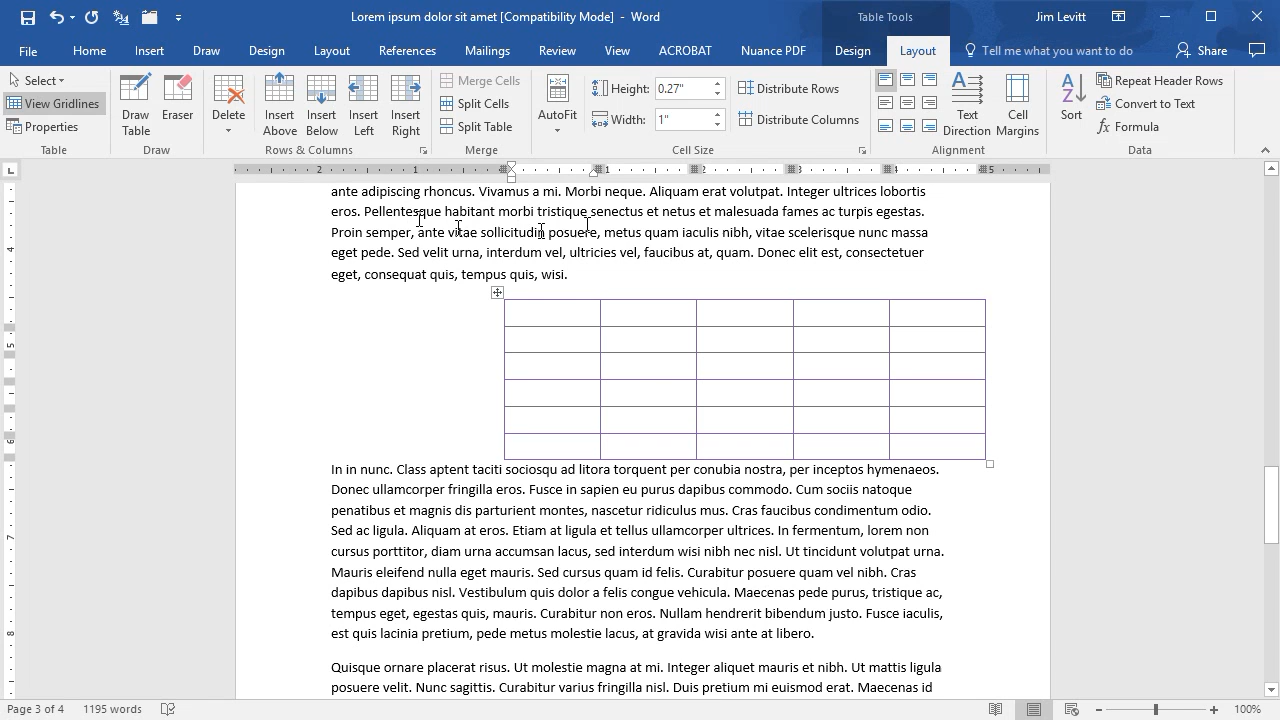 Lorem ipsum dolor sit amet [Compatibility Mode] - Word
Table Tools
Jim Levitt
File Home Insert Draw Design Layout References Mailings Review View ACROBAT Nuance PDF Design Layout Tell me what you want to do Share
Select
View Gridlines
Properties
Table
Draw Table
Eraser
Draw
Delete
Insert Above
Insert Below
Insert Left
Insert Right
Rows & Columns
Merge Cells
Split Cells
Split Table
Merge
AutoFit
Height: 0.27"
Width: 1"
Distribute Rows
Distribute Columns
Cell Size
Text Direction
Cell Margins
Alignment
Sort
Repeat Header Rows
Convert to Text
Formula
Data
2 1 1 2 3 4 5
4
5
6
7
8
ante adipiscing rhoncus. Vivamus a mi. Morbi neque. Aliquam erat volutpat. Integer ultrices lobortis
eros. Pellentesque habitant morbi tristique senectus et netus et malesuada fames ac turpis egestas.
Proin semper, ante vitae sollicitudin posuere, metus quam iaculis nibh, vitae scelerisque nunc massa
eget pede. Sed velit urna, interdum vel, ultricies vel, faucibus at, quam. Donec elit est, consectetuer
eget, consequat quis, tempus quis, wisi.
In in nunc. Class aptent taciti sociosqu ad litora torquent per conubia nostra, per inceptos hymenaeos.
Donec ullamcorper fringilla eros. Fusce in sapien eu purus dapibus commodo. Cum sociis natoque
penatibus et magnis dis parturient montes, nascetur ridiculus mus. Cras faucibus condimentum odio.
Sed ac ligula. Aliquam at eros. Etiam at ligula et tellus ullamcorper ultrices. In fermentum, lorem non
cursus porttitor, diam urna accumsan lacus, sed interdum wisi nibh nec nisl. Ut tincidunt volutpat urna.
Mauris eleifend nulla eget mauris. Sed cursus quam id felis. Curabitur posuere quam vel nibh. Cras
dapibus dapibus nisl. Vestibulum quis dolor a felis congue vehicula. Maecenas pede purus, tristique ac,
tempus eget, egestas quis, mauris. Curabitur non eros. Nullam hendrerit bibendum justo. Fusce iaculis,
est quis lacinia pretium, pede metus molestie lacus, at gravida wisi ante at libero.
Quisque ornare placerat risus. Ut molestie magna at mi. Integer aliquet mauris et nibh. Ut mattis ligula
posuere velit. Nunc sagittis. Curabitur varius fringilla nisl. Duis pretium mi euismod erat. Maecenas id
Page 3 of 4 1195 words 100%